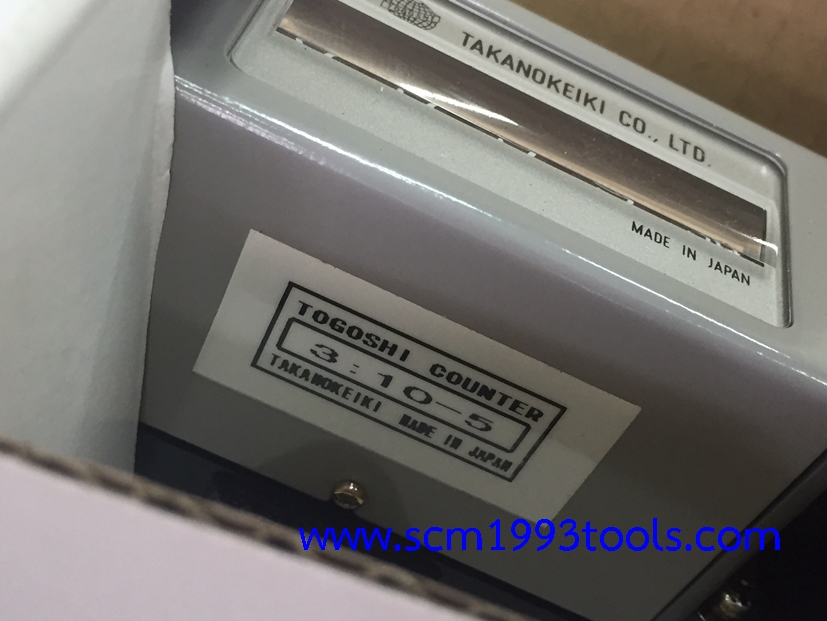 TAKANOKEIKI CO., LTD.
MADE IN JAPAN
TOGOSHI COUNTER
3:10-5
TAKANOKEIKI MADE IN JAPAN
www.scm1993tools.com